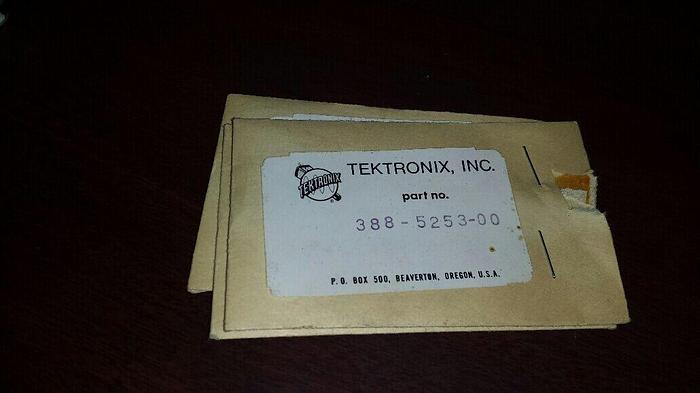 TEKTRONIX
TEKTRONIX, INC.
part no.
388-5253-00
P. O. BOX 500, BEAVERTON, OREGON, U.S.A.